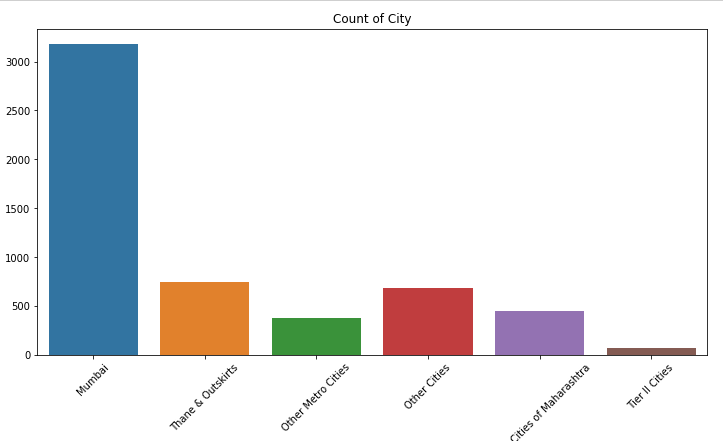 Count of City
3000
2500
2000
1500
1000
500
0
Mumbai
Thane & Outskirts
Other Metro Cities
Other Cities
Cities of Maharashtra
Tier II Cities